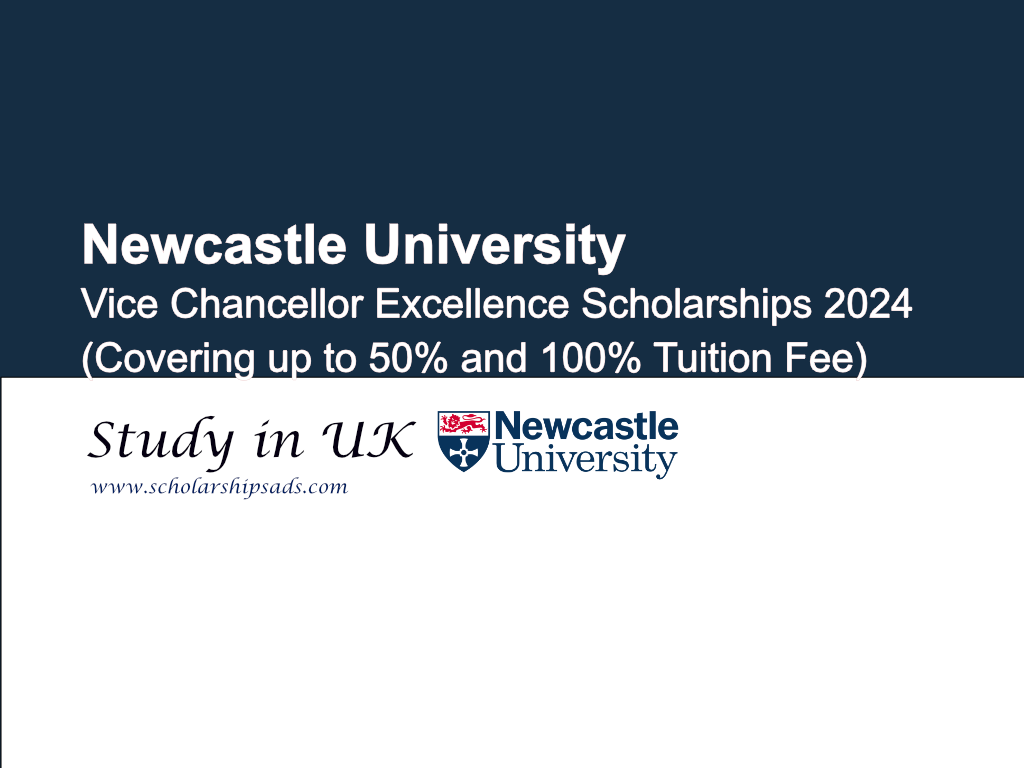 Newcastle University
Vice Chancellor Excellence Scholarships 2024
(Covering up to 50% and 100% Tuition Fee)
Study in UK
www.scholarshipsads.com
Newcastle
University